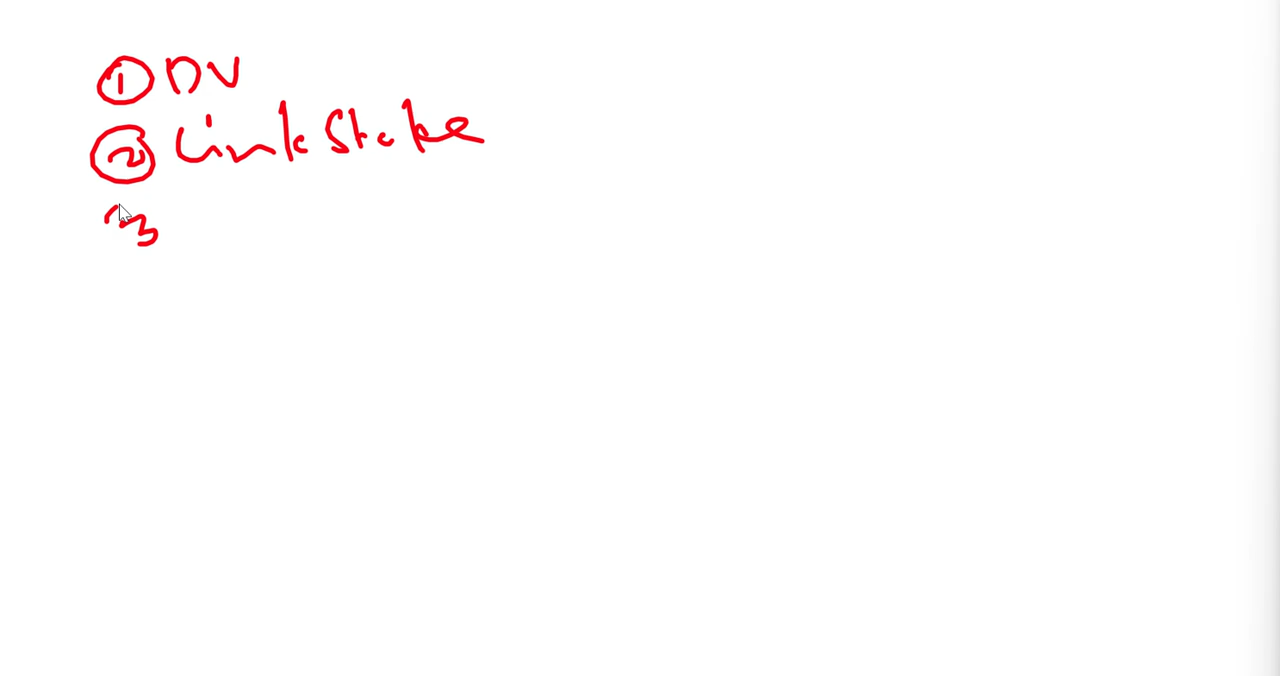 ① DV
② Link State
3